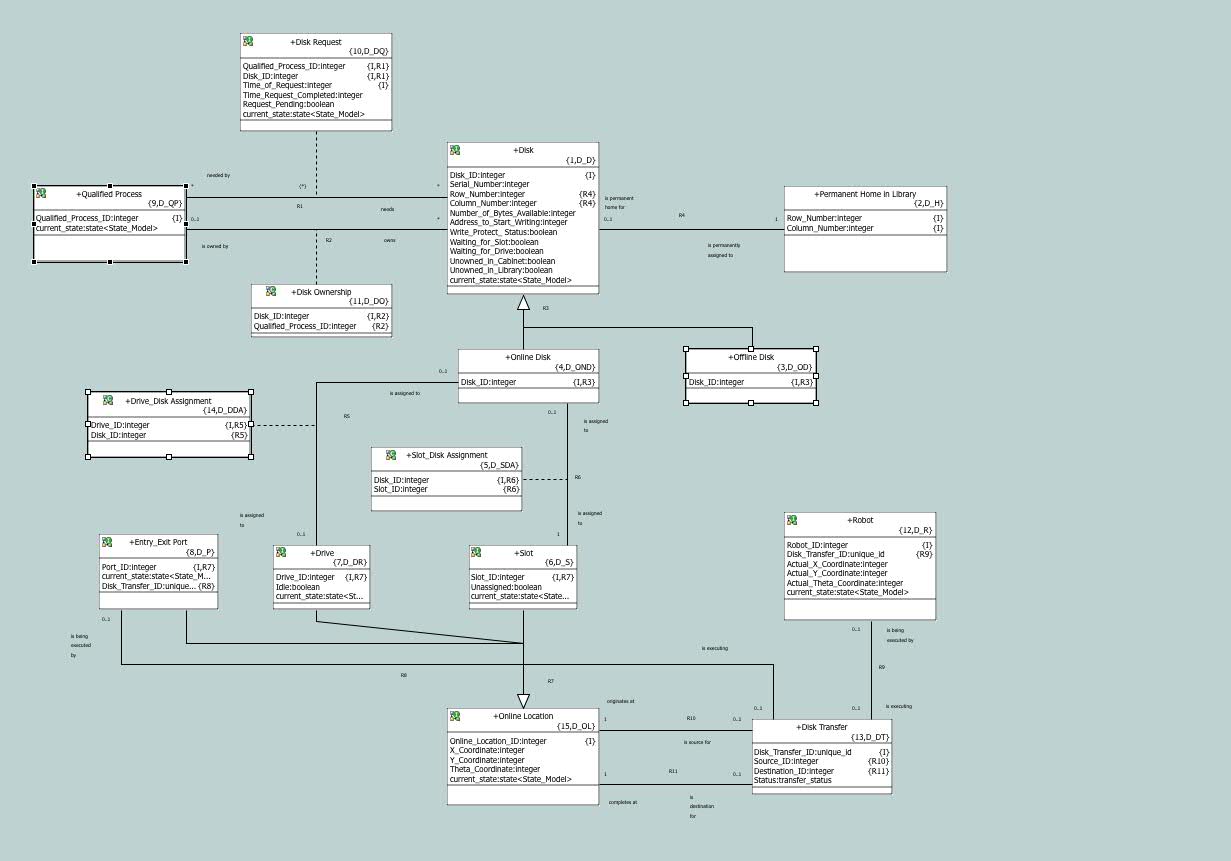 +Disk Request
{10,D_DQ}
Qualified_Process_ID:integer {I,R1}
Disk_ID:integer {I,R1}
Time_of_Request:integer {I}
Time_Request_Completed:integer
Request_Pending:boolean
current_state:state<State_Model>
+Disk
{1,D_D}
Disk_ID:integer {I}
Serial_Number:integer
Row_Number:integer {R4}
Column_Number:integer {R4}
Number_of_Bytes_Available:integer
Address_to_Start_Writing:integer
Write_Protect_ Status:boolean
Waiting_for_Slot:boolean
Waiting_for_Drive:boolean
Unowned_in_Cabinet:boolean
Unowned_in_Library:boolean
current_state:state<State_Model>
needed by
* {*} *
R1
needs
+Qualified Process
{9,D_QP}
Qualified_Process_ID:integer {I}
current_state:state<State_Model>
0..1 *
is owned by
R2
owns
is permanent
home for
0..1
R4
1
is permanently
assigned to
+Permanent Home in Library
{2,D_H}
Row_Number:integer {I}
Column_Number:integer {I}
+Disk Ownership
{11,D_DO}
Disk_ID:integer {I,R2}
Qualified_Process_ID:integer {R2}
R3
+Online Disk
{4,D_OND}
Disk_ID:integer {I,R3}
+Offline Disk
{3,D_OD}
Disk_ID:integer {I,R3}
0..1
is assigned to
R5
+Drive_Disk Assignment
{14,D_DDA}
Drive_ID:integer {I,R5}
Disk_ID:integer {R5}
0..1
is assigned
to
+Slot_Disk Assignment
{5,D_SDA}
Disk_ID:integer {I,R6}
Slot_ID:integer {R6}
R6
is assigned
to
0..1
is assigned
to
1
+Entry_Exit Port
{8,D_P}
Port_ID:integer {I,R7}
current_state:state<State_M...
Disk_Transfer_ID:unique... {R8}
+Drive
{7,D_DR}
Drive_ID:integer {I,R7}
Idle:boolean
current_state:state<St...
+Slot
{6,D_S}
Slot_ID:integer {I,R7}
Unassigned:boolean
current_state:state<State...
+Robot
{12,D_R}
Robot_ID:integer {I}
Disk_Transfer_ID:unique_id {R9}
Actual_X_Coordinate:integer
Actual_Y_Coordinate:integer
Actual_Theta_Coordinate:integer
current_state:state<State_Model>
0..1
is being
executed
by
R8
R7
is executing
0..1
0..1
is being
executed by
R9
0..1
is executing
+Online Location
{15,D_OL}
Online_Location_ID:integer {I}
X_Coordinate:integer
Y_Coordinate:integer
Theta_Coordinate:integer
current_state:state<State_Model>
originates at
1 R10 0..1
is source for
1 R11 0..1
completes at
is
destination
for
+Disk Transfer
{13,D_DT}
Disk_Transfer_ID:unique_id {I}
Source_ID:integer {R10}
Destination_ID:integer {R11}
Status:transfer_status